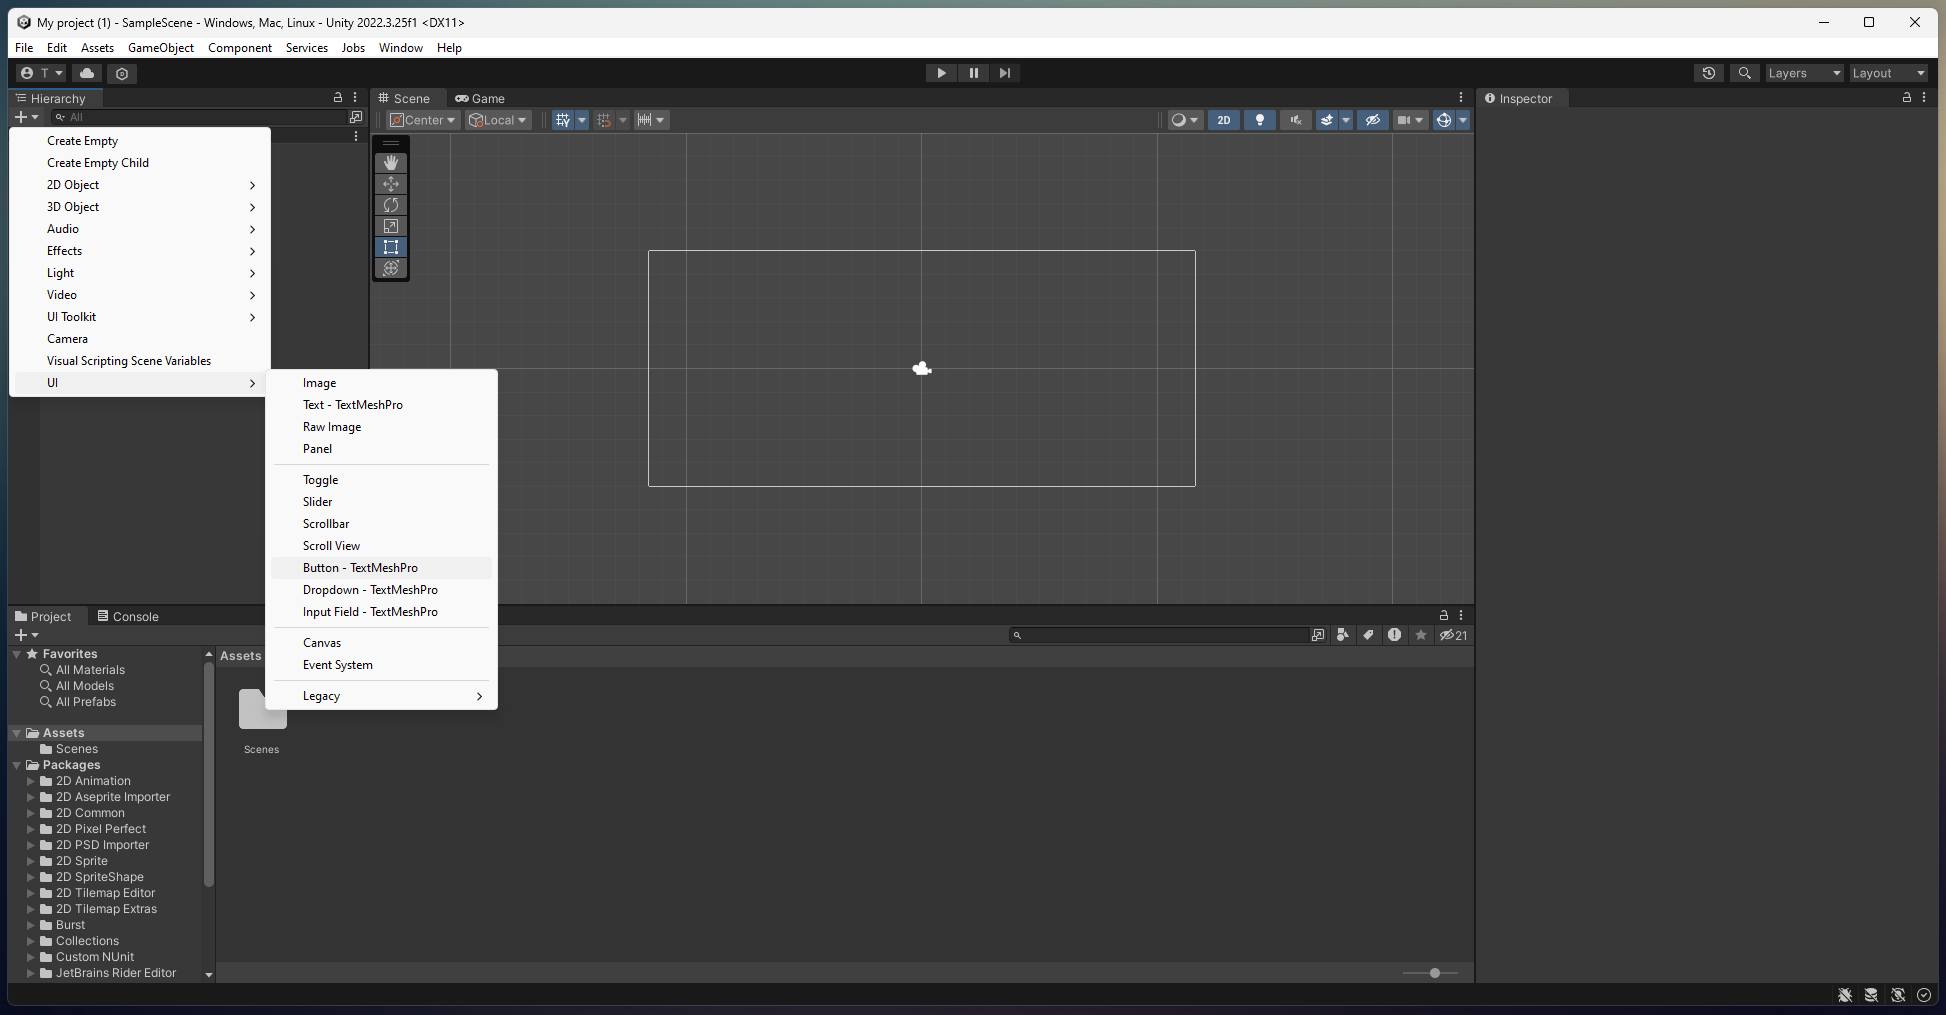 My project (1) - SampleScene - Windows, Mac, Linux - Unity 2022.3.25f1 <DX11>
File Edit Assets GameObject Component Services Jobs Window Help
T Layers Layout
Hierarchy
All
Create Empty
Create Empty Child
2D Object
3D Object
Audio
Effects
Light
Video
UI Toolkit
Camera
Visual Scripting Scene Variables
UI
Image
Text - TextMeshPro
Raw Image
Panel
Toggle
Slider
Scrollbar
Scroll View
Button - TextMeshPro
Dropdown - TextMeshPro
Input Field - TextMeshPro
Canvas
Event System
Legacy
Scene Game
Center Local 2D
Inspector
Project Console
21
Favorites
All Materials
All Models
All Prefabs
Assets
Scenes
Packages
2D Animation
2D Aseprite Importer
2D Common
2D Pixel Perfect
2D PSD Importer
2D Sprite
2D SpriteShape
2D Tilemap Editor
2D Tilemap Extras
Burst
Collections
Custom NUnit
JetBrains Rider Editor
Assets
Scenes